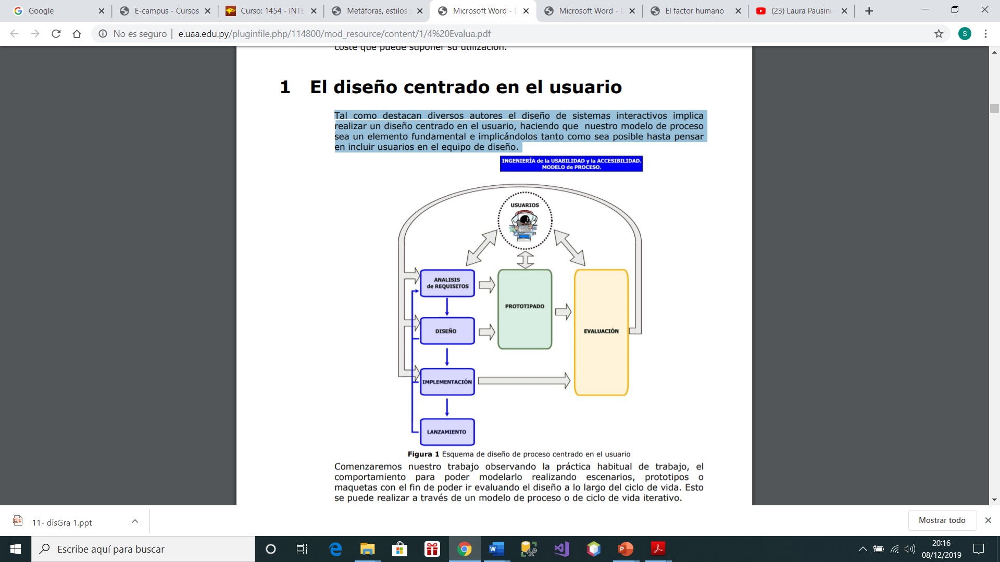 Google
E-campus - Cursos
Curso: 1454 - INTE
Metáforas, estilos y
Microsoft Word - 0
Microsoft Word - 0
El factor humano
(23) Laura Pausini -
No es seguro | e.uaa.edu.py/pluginfile.php/114800/mod_resource/content/1/4%20Evalua.pdf
S
coste que puede suponer su utilización.
1 El diseño centrado en el usuario
Tal como destacan diversos autores el diseño de sistemas interactivos implica
realizar un diseño centrado en el usuario, haciendo que nuestro modelo de proceso
sea un elemento fundamental e implicándolos tanto como sea posible hasta pensar
en incluir usuarios en el equipo de diseño.
INGENIERÍA de la USABILIDAD y la ACCESIBILIDAD.
MODELO de PROCESO.
USUARIOS
ANALISIS
de REQUISITOS
PROTOTIPADO
DISEÑO
EVALUACIÓN
IMPLEMENTACIÓN
LANZAMIENTO
Figura 1 Esquema de diseño de proceso centrado en el usuario
Comenzaremos nuestro trabajo observando la práctica habitual de trabajo, el
comportamiento para poder modelarlo realizando escenarios, prototipos o
maquetas con el fin de poder ir evaluando el diseño a lo largo del ciclo de vida. Esto
se puede realizar a través de un modelo de proceso o de ciclo de vida iterativo.
11- disGra 1.ppt
Mostrar todo
Escribe aquí para buscar
20:16
08/12/2019